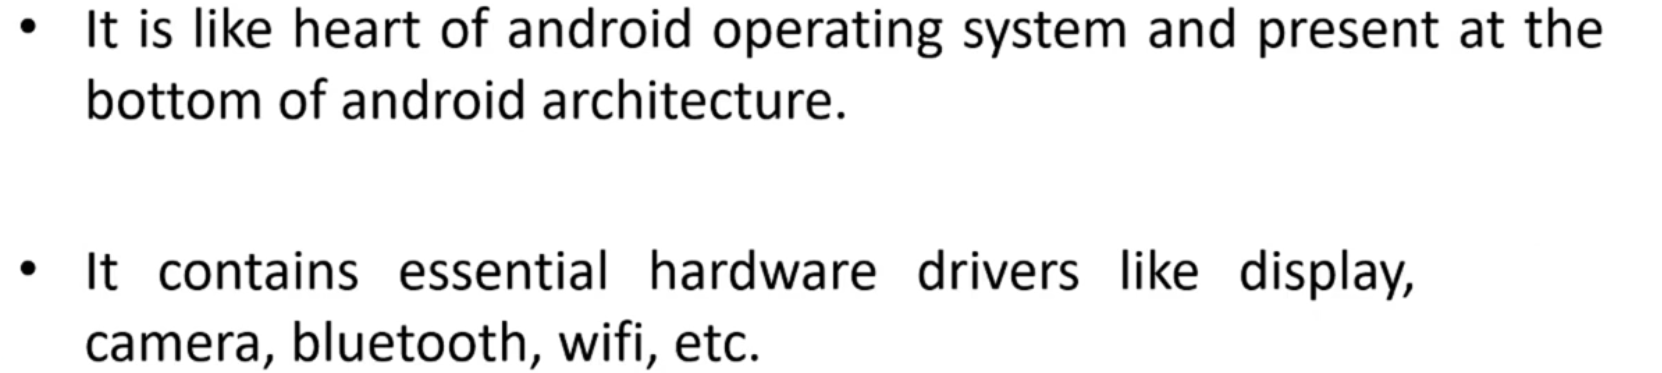 • It is like heart of android operating system and present at the
bottom of android architecture.
• It contains essential hardware drivers like display,
camera, bluetooth, wifi, etc.